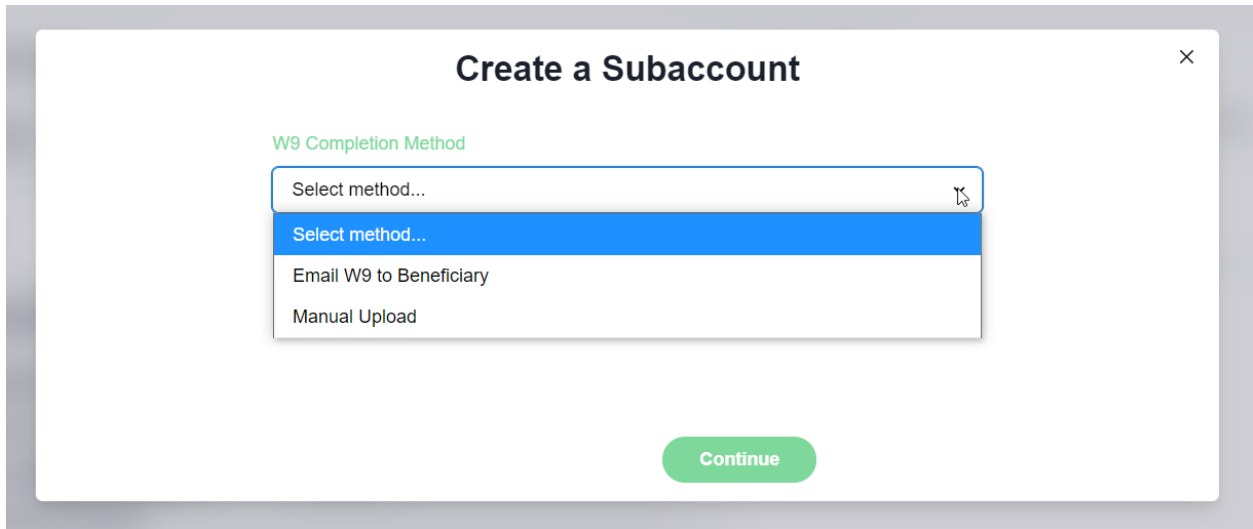 Create a Subaccount
W9 Completion Method
Select method...
Select method...
Email W9 to Beneficiary
Manual Upload
Continue